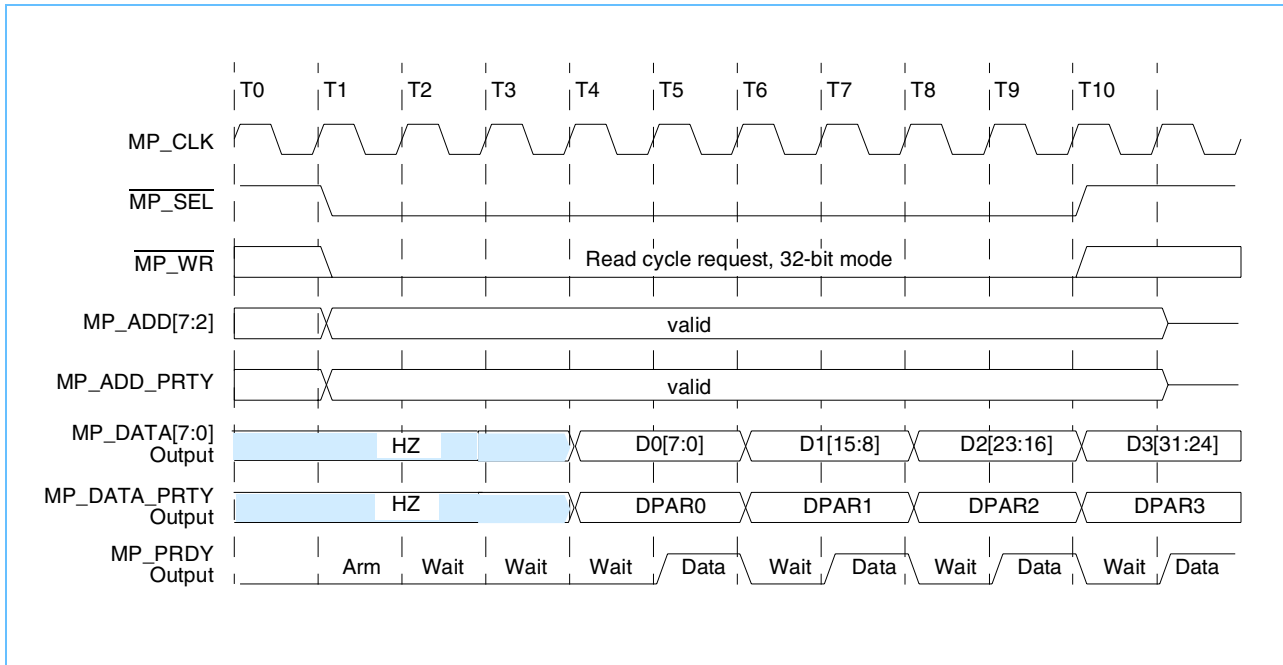 T0 T1 T2 T3 T4 T5 T6 T7 T8 T9 T10
MP_CLK
MP_SEL
MP_WR Read cycle request, 32-bit mode
MP_ADD[7:2] valid
MP_ADD_PRTY valid
MP_DATA[7:0]
Output HZ D0[7:0] D1[15:8] D2[23:16] D3[31:24]
MP_DATA_PRTY
Output HZ DPAR0 DPAR1 DPAR2 DPAR3
MP_PRDY
Output Arm Wait Wait Wait Data Wait Data Wait Data Wait Data